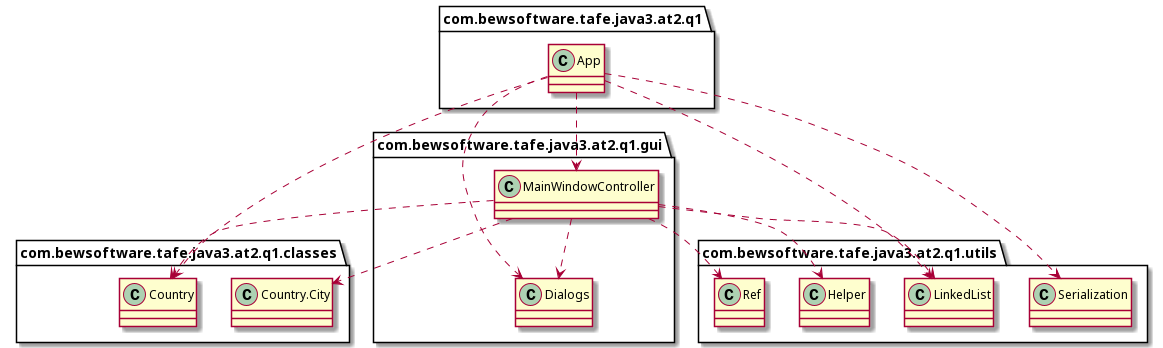 com.bewsoftware.tafe.java3.at2.q1
C App
com.bewsoftware.tafe.java3.at2.q1.gui
C MainWindowController
com.bewsoftware.tafe.java3.at2.q1.classes
com.bewsoftware.tafe.java3.at2.q1.utils
C Country
C Country.City
C Dialogs
C Ref
C Helper
C LinkedList
C Serialization